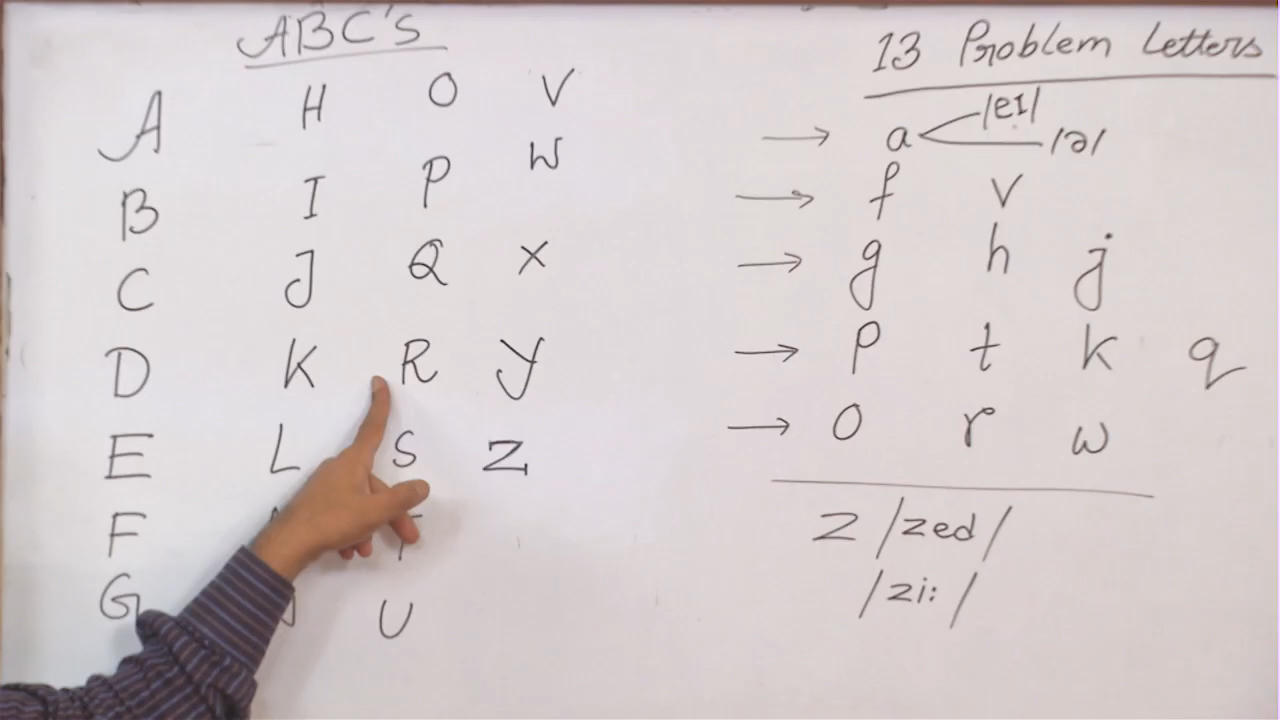 ABC's
A H O V
B I P W
C J Q X
D K R Y
E L S Z
F T
G U
13 Problem Letters
a /eɪ/ /ə/
f v
g h j
p t k q
o r w
Z /zed/
/zi:/